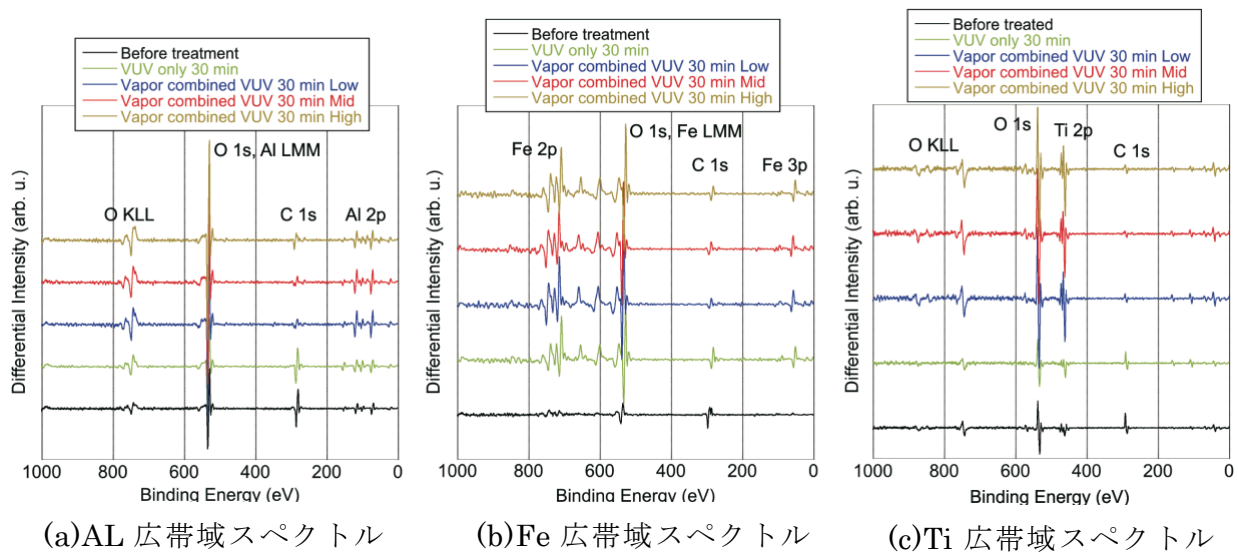 Before treatment
VUV only 30 min
Vapor combined VUV 30 min Low
Vapor combined VUV 30 min Mid
Vapor combined VUV 30 min High
O 1s, Al LMM
O KLL
C 1s
Al 2p
Differential Intensity (arb. u.)
1000 800 600 400 200 0
Binding Energy (eV)
(a)AL 広帯域スペクトル
Before treatment
VUV only 30 min
Vapor combined VUV 30 min Low
Vapor combined VUV 30 min Mid
Vapor combined VUV 30 min High
O 1s, Fe LMM
Fe 2p
C 1s
Fe 3p
Differential Intensity (arb. u.)
1000 800 600 400 200 0
Binding Energy (eV)
(b)Fe 広帯域スペクトル
Before treated
VUV only 30 min
Vapor combined VUV 30 min Low
Vapor combined VUV 30 min Mid
Vapor combined VUV 30 min High
O 1s
Ti 2p
O KLL
C 1s
Differential Intensity (arb. u.)
1000 800 600 400 200 0
Binding Energy (eV)
(c)Ti 広帯域スペクトル